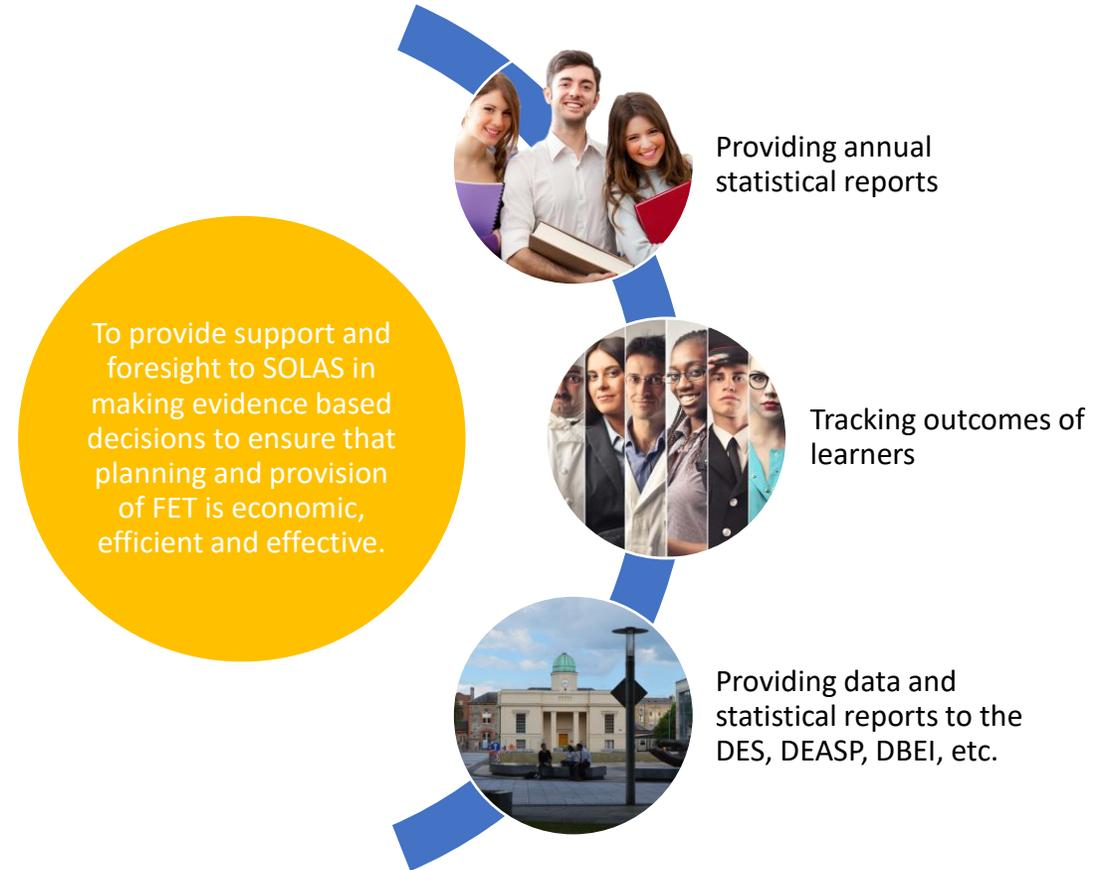 To provide support and
foresight to SOLAS in
making evidence based
decisions to ensure that
planning and provision
of FET is economic,
efficient and effective.
Providing annual
statistical reports
Tracking outcomes of
learners
Providing data and
statistical reports to the
DES, DEASP, DBEI, etc.